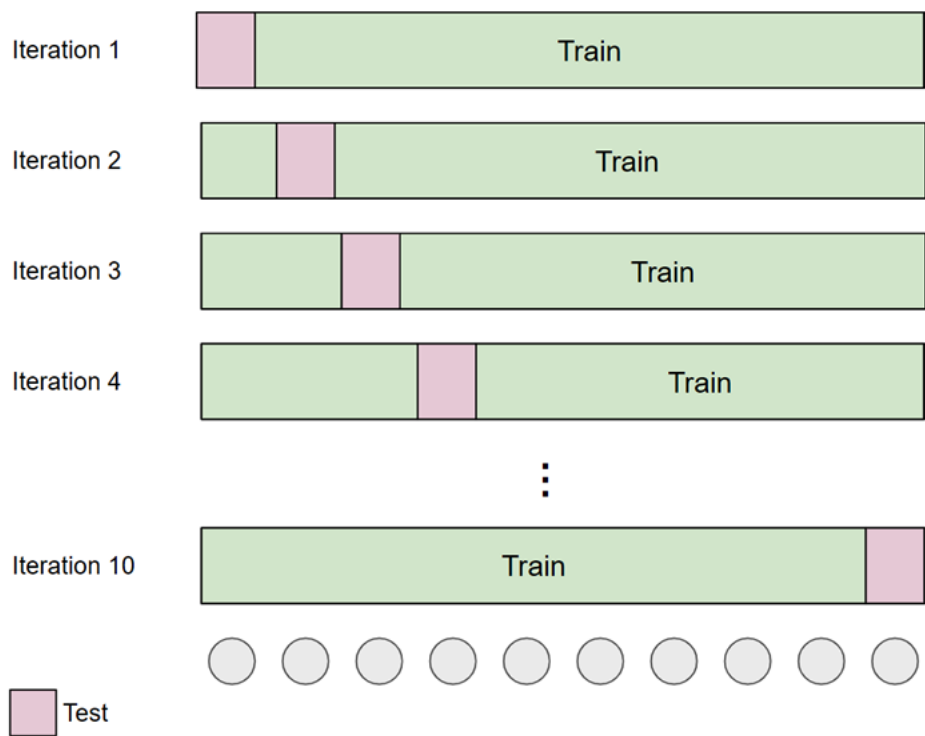 Iteration 1
Train
Iteration 2
Train
Iteration 3
Train
Iteration 4
Train
Iteration 10
Train
Test